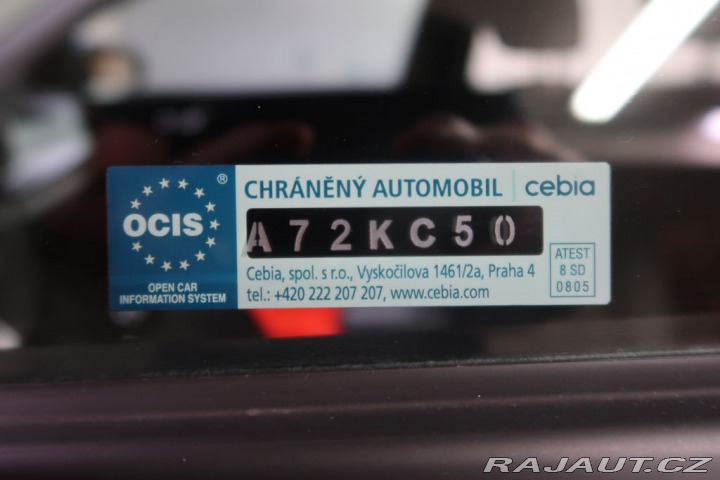 OCIS ®
OPEN CAR
INFORMATION SYSTEM
CHRÁNĚNÝ AUTOMOBIL
cebia
A72KC50
Cebia, spol. s r.o., Vyskočilova 1461/2a, Praha 4
tel.: +420 222 207 207, www.cebia.com
ATEST
8 SD
0805
RAJAUT.CZ